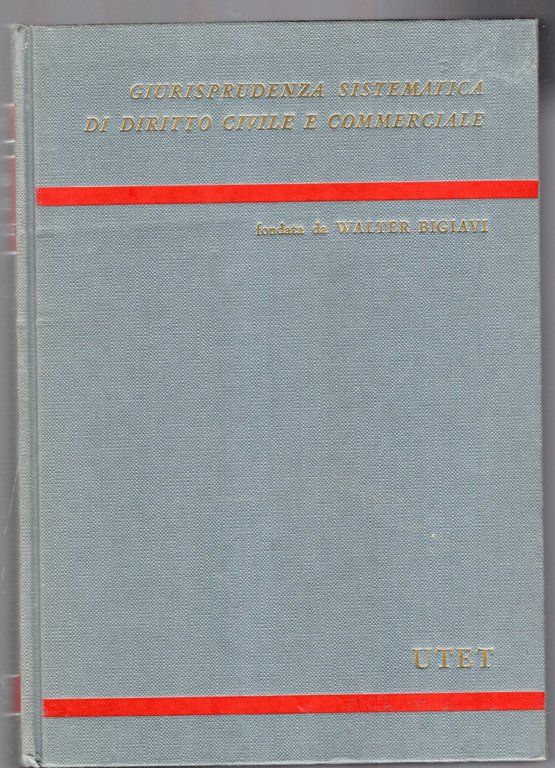 GIURISPRUDENZA SISTEMATICA
DI DIRITTO CIVILE E COMMERCIALE
fondata da WALTER BIGIAVI
UTET